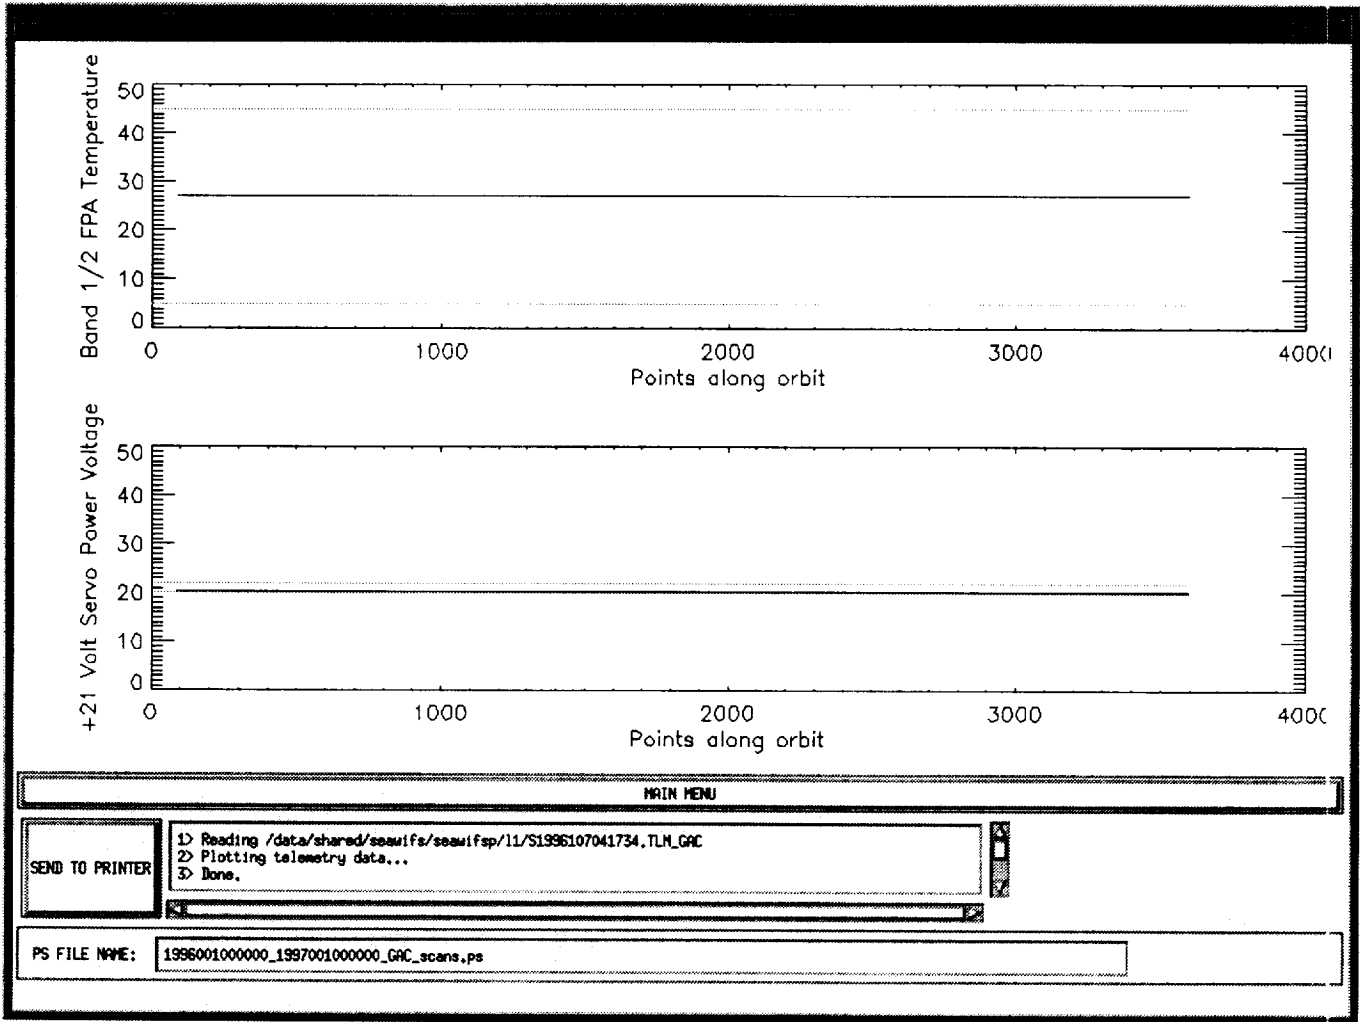 Band 1/2 FPA Temperature
50
40
30
20
10
0
0 1000 2000 3000 4000
Points along orbit
+21 Volt Servo Power Voltage
50
40
30
20
10
0
0 1000 2000 3000 400
Points along orbit
MAIN MENU
SEND TO PRINTER
1> Reading /data/shared/seawifs/seawifsp/l1/S1996107041734.TLM_GAC
2> Plotting telemetry data...
3> Done.
PS FILE NAME: 1996001000000_1997001000000_GAC_scans.ps